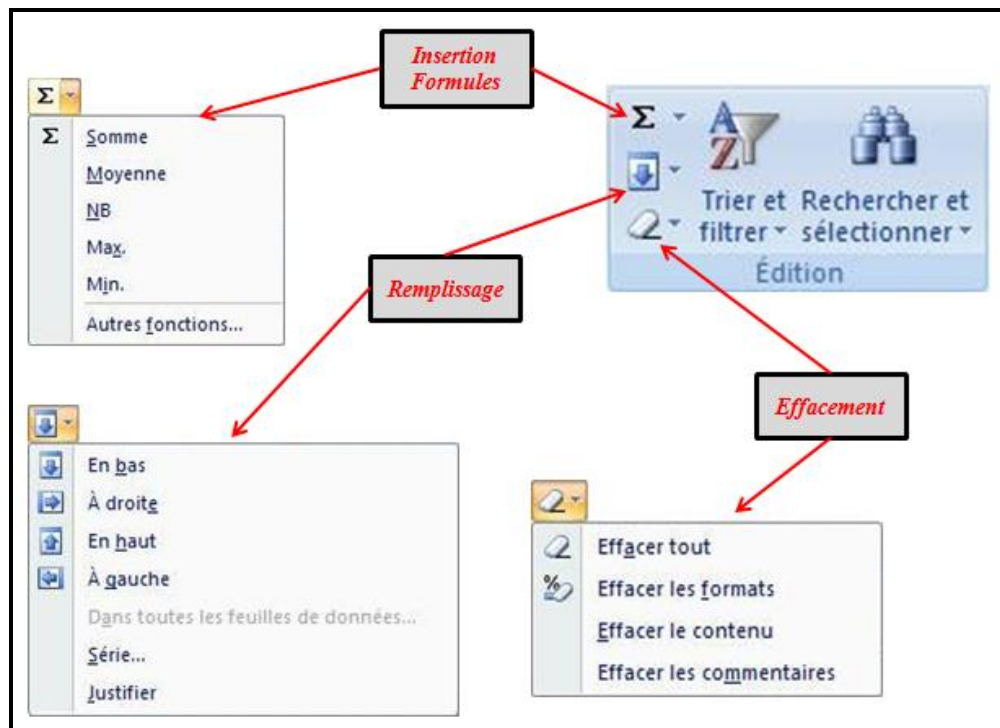 Insertion
Formules
Σ
Σ Somme
Moyenne
NB
Max.
Min.
Autres fonctions...
Σ
A
Z
Trier et
filtrer
Rechercher et
sélectionner
Édition
Remplissage
Effacement
En bas
À droite
En haut
À gauche
Dans toutes les feuilles de données...
Série...
Justifier
Effacer tout
% Effacer les formats
Effacer le contenu
Effacer les commentaires